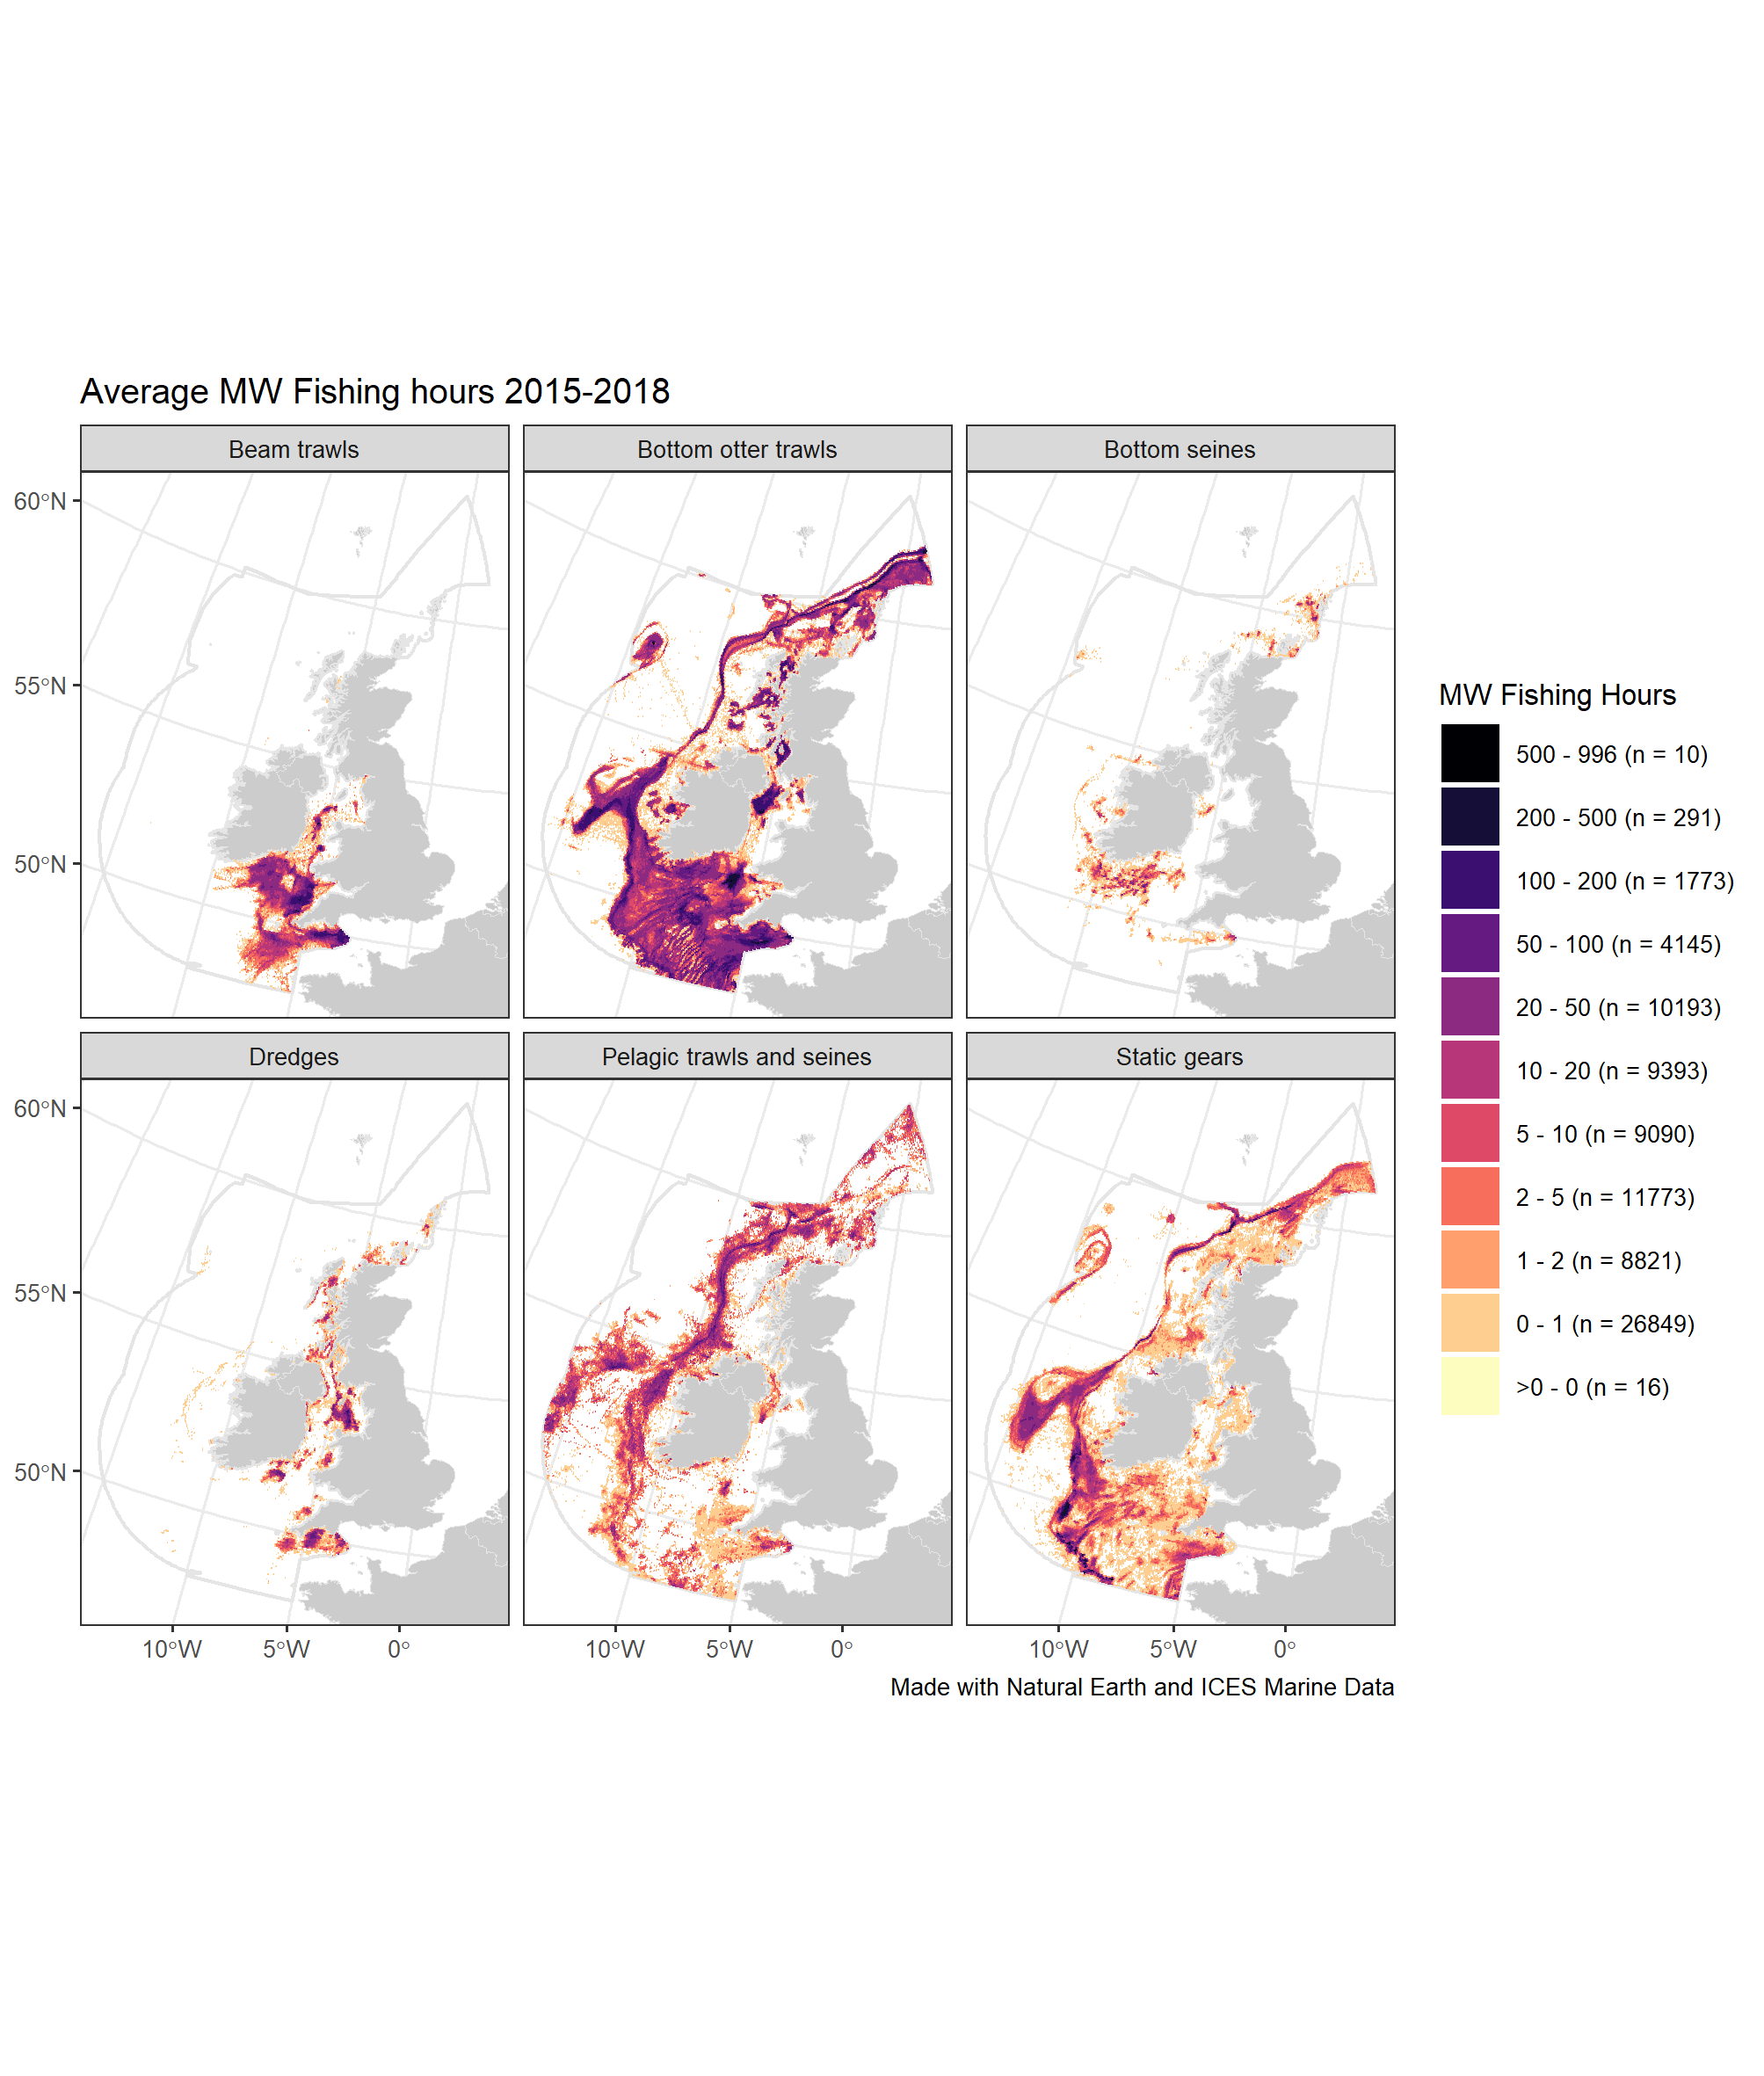 Average MW Fishing hours 2015-2018
Beam trawls
Bottom otter trawls
Bottom seines
60°N
55°N
50°N
Dredges
Pelagic trawls and seines
Static gears
60°N
55°N
50°N
10°W 5°W 0°
10°W 5°W 0°
10°W 5°W 0°
Made with Natural Earth and ICES Marine Data
MW Fishing Hours
500 - 996 (n = 10)
200 - 500 (n = 291)
100 - 200 (n = 1773)
50 - 100 (n = 4145)
20 - 50 (n = 10193)
10 - 20 (n = 9393)
5 - 10 (n = 9090)
2 - 5 (n = 11773)
1 - 2 (n = 8821)
0 - 1 (n = 26849)
>0 - 0 (n = 16)